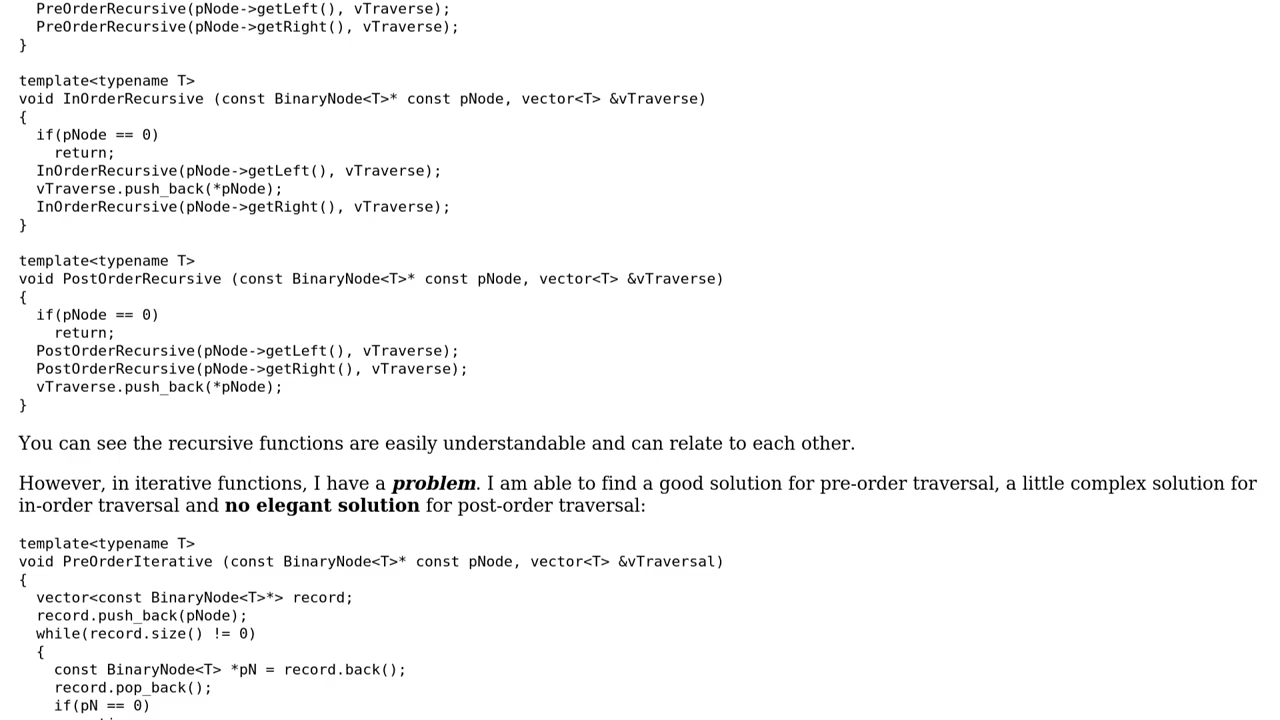 PreOrderRecursive(pNode->getLeft(), vTraverse);
PreOrderRecursive(pNode->getRight(), vTraverse);
}
template<typename T>
void InOrderRecursive (const BinaryNode<T>* const pNode, vector<T> &vTraverse)
{
if(pNode == 0)
return;
InOrderRecursive(pNode->getLeft(), vTraverse);
vTraverse.push_back(*pNode);
InOrderRecursive(pNode->getRight(), vTraverse);
}
template<typename T>
void PostOrderRecursive (const BinaryNode<T>* const pNode, vector<T> &vTraverse)
{
if(pNode == 0)
return;
PostOrderRecursive(pNode->getLeft(), vTraverse);
PostOrderRecursive(pNode->getRight(), vTraverse);
vTraverse.push_back(*pNode);
}
You can see the recursive functions are easily understandable and can relate to each other.
However, in iterative functions, I have a problem. I am able to find a good solution for pre-order traversal, a little complex solution for
in-order traversal and no elegant solution for post-order traversal:
template<typename T>
void PreOrderIterative (const BinaryNode<T>* const pNode, vector<T> &vTraversal)
{
vector<const BinaryNode<T>*> record;
record.push_back(pNode);
while(record.size() != 0)
{
const BinaryNode<T> *pN = record.back();
record.pop_back();
if(pN == 0)